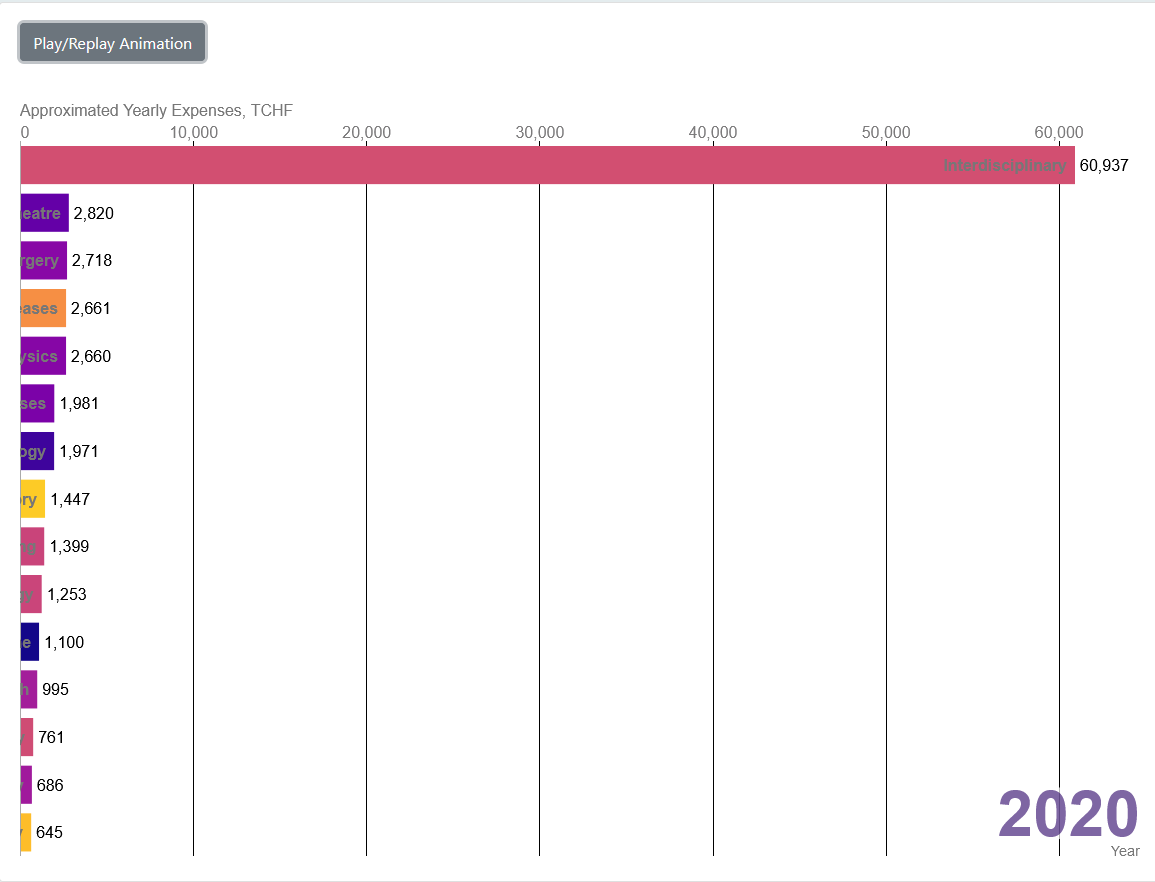 Play/Replay Animation
Approximated Yearly Expenses, TCHF
0 10,000 20,000 30,000 40,000 50,000 60,000
Interdisciplinary 60,937
eatre 2,820
rgery 2,718
eases 2,661
ysics 2,660
ses 1,981
ogy 1,971
ry 1,447
ng 1,399
gy 1,253
e 1,100
h 995
761
686
645
2020
Year